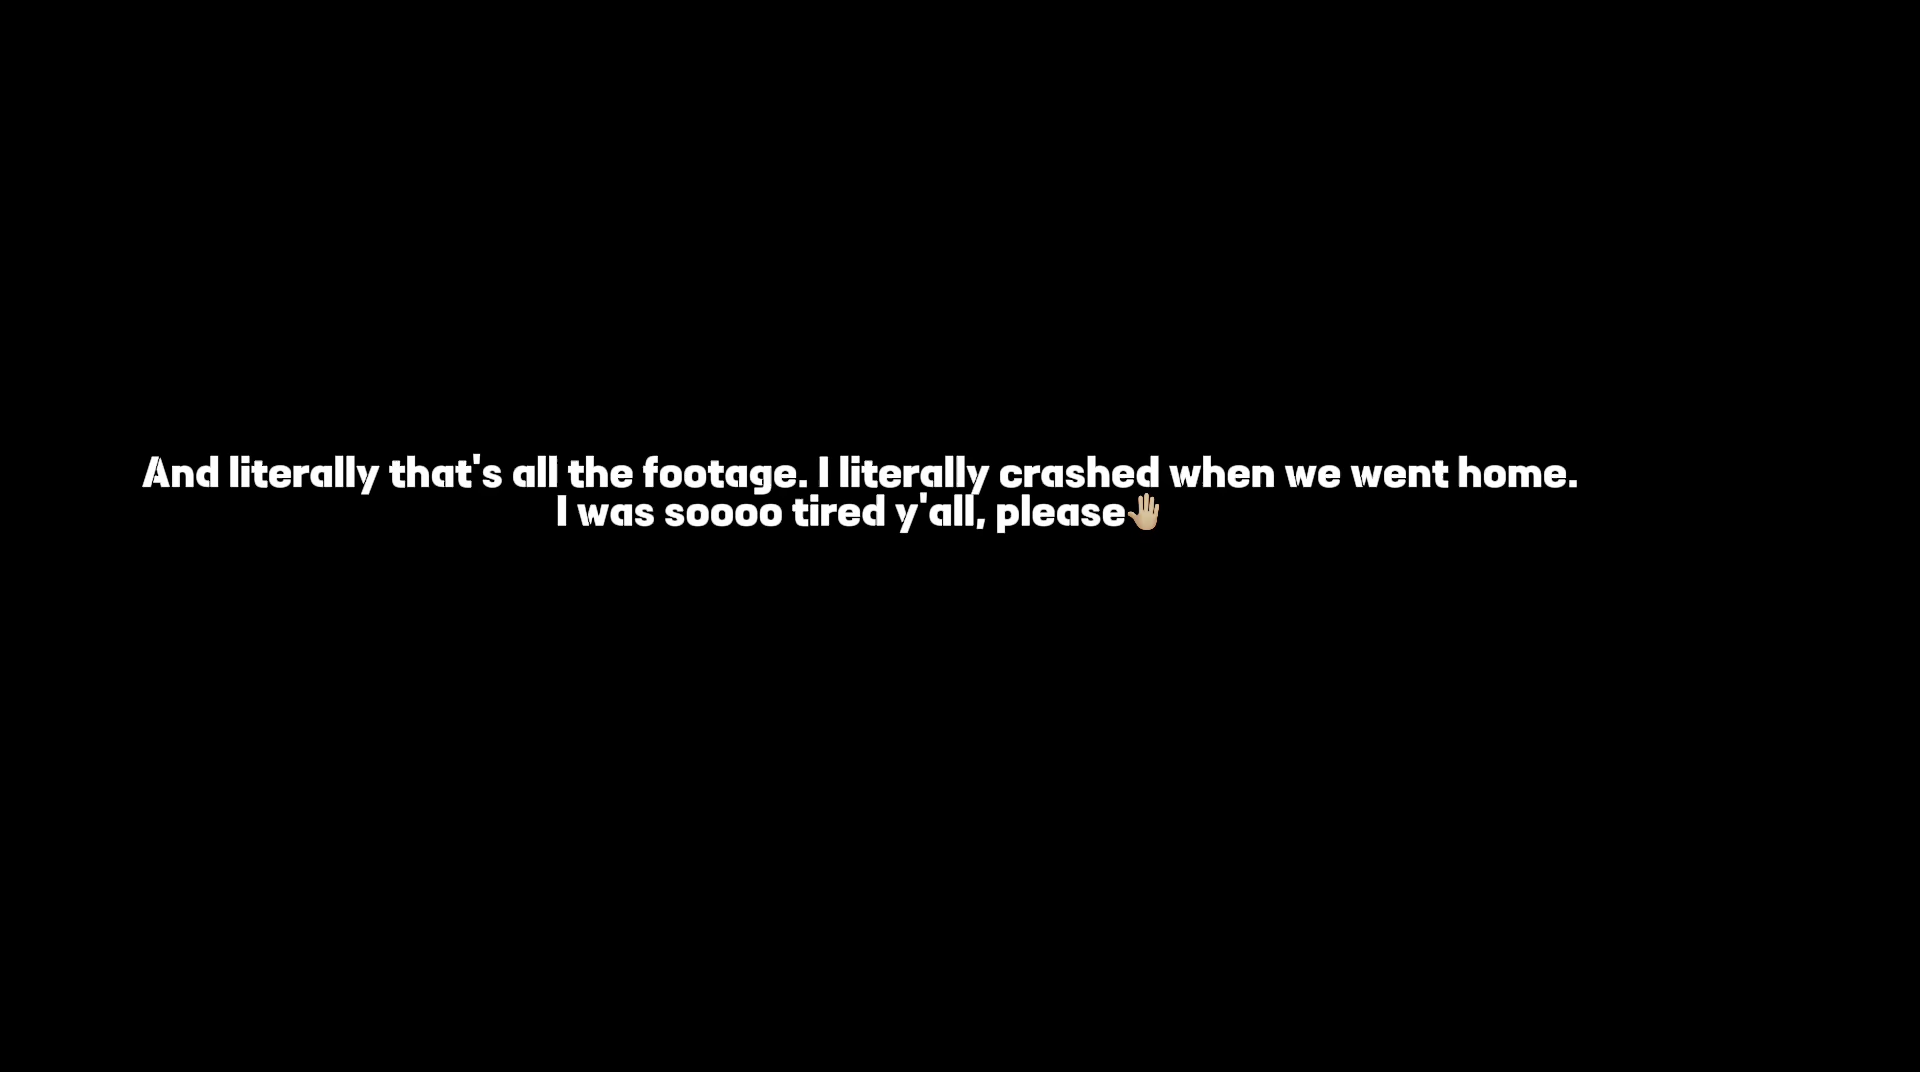 And literally that's all the footage. I literally crashed when we went home.
I was soooo tired y'all, please🤚🏼